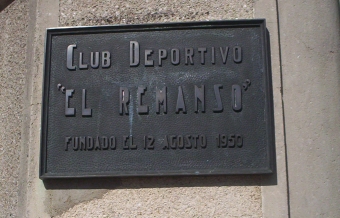 CLUB DEPORTIVO
"EL REMANSO"
FUNDADO EL 12 AGOSTO 1950